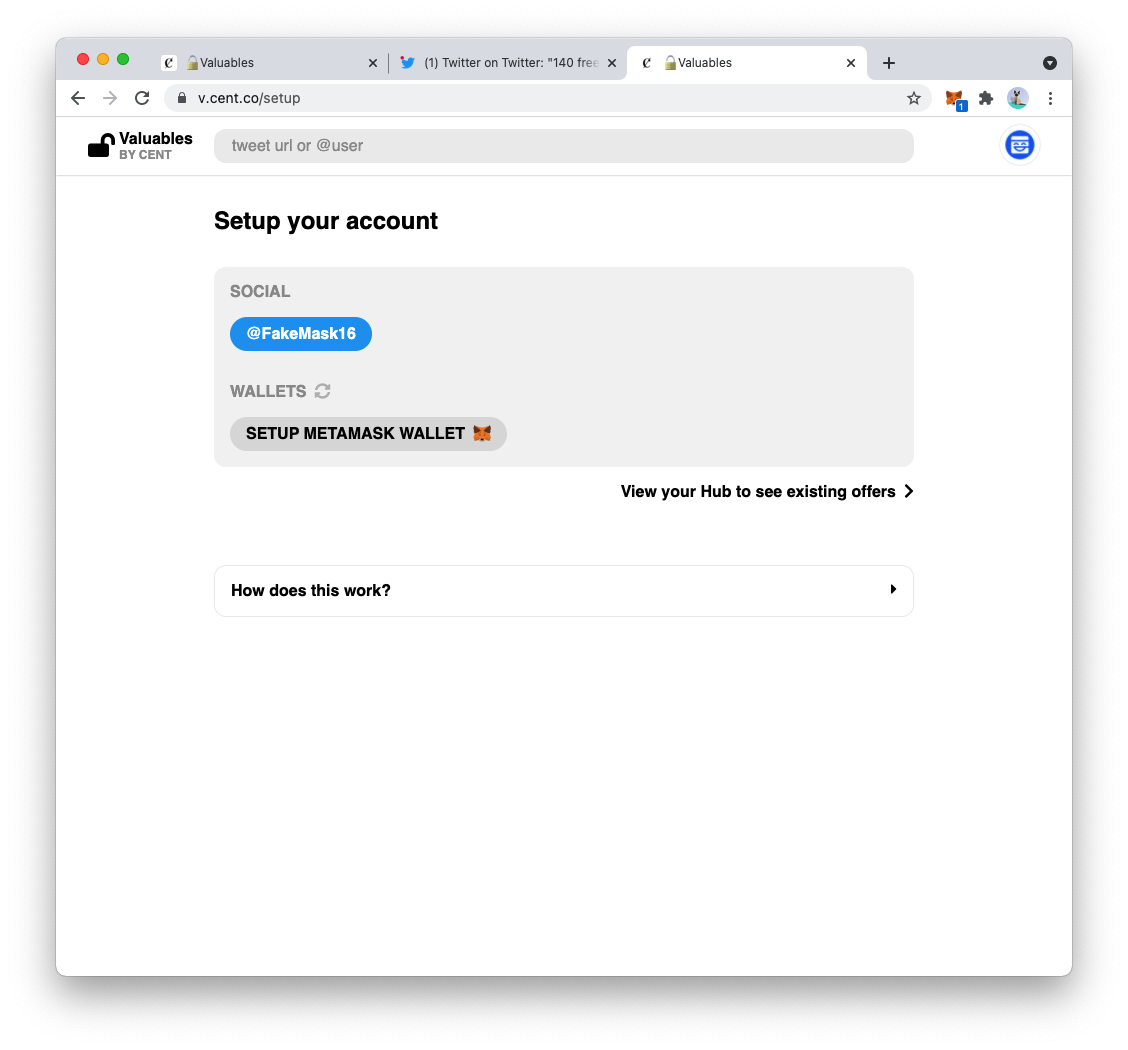 Valuables
(1) Twitter on Twitter: "140 free
Valuables
v.cent.co/setup
1
Valuables
BY CENT
tweet url or @user
Setup your account
SOCIAL
@FakeMask16
WALLETS
SETUP METAMASK WALLET
View your Hub to see existing offers
How does this work?